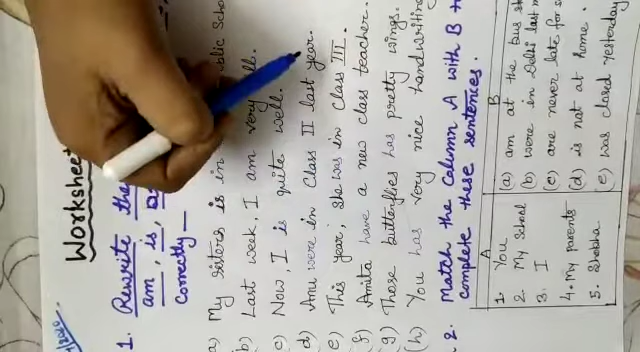 Worksheet
1. Rewrite the
am, is,
correctly —
a) My sisters is in public
b) Last week, I am very
c) Now, I is quite well.
d) Anu were in Class II last year.
e) This year, she was in Class III.
f) Amita have a new class teacher.
g) Those butterflies has pretty wings.
(h) You has very nice handwriting
2. Match the Column A with B
complete these sentences.
A B
1. You (a) am at the bus
2. My School (b) were in Delhi last
3. I (c) are never late for
4. My parents (d) is not at home.
5. Shobha (e) was closed yesterday